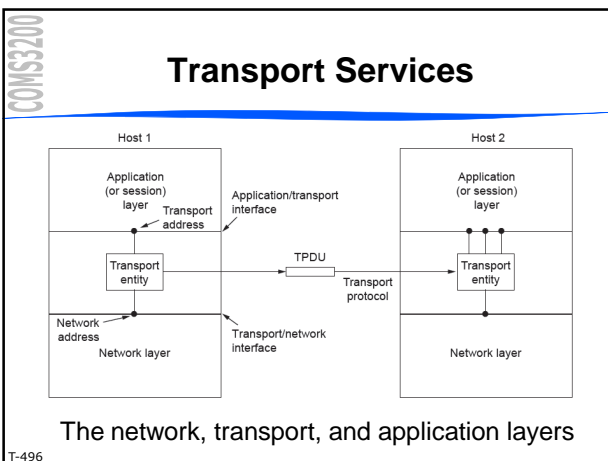 COMS3200
Transport Services
Host 1
Host 2
Application
(or session)
layer
Transport
address
Application/transport
interface
Application
(or session)
layer
Transport
entity
TPDU
Transport
protocol
Transport
entity
Network
address
Transport/network
interface
Network layer
Network layer
The network, transport, and application layers
T-496